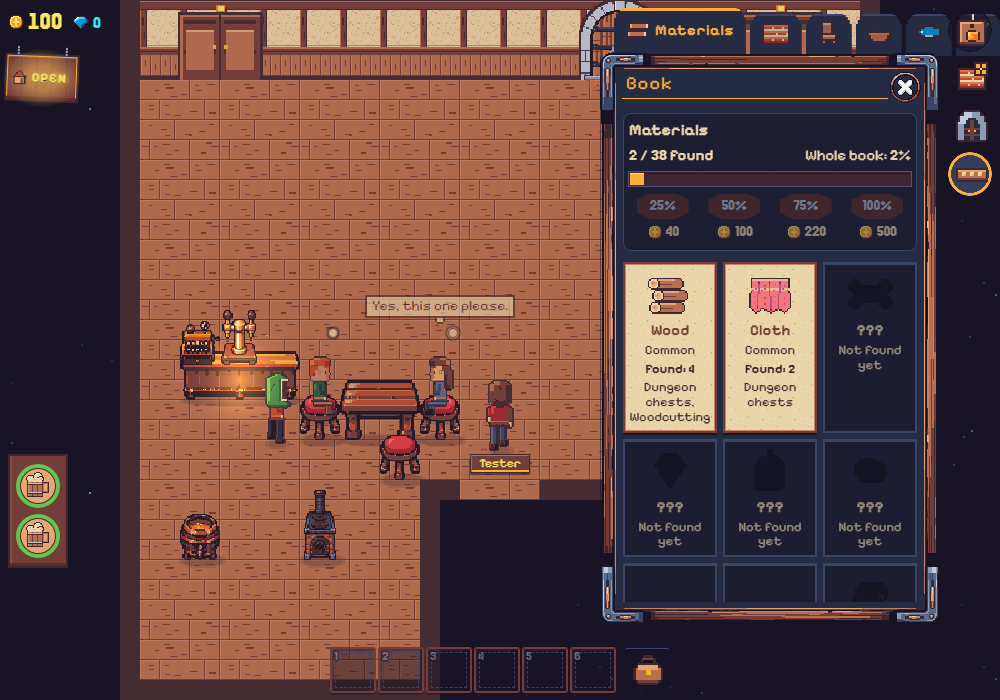 100
0
OPEN
Materials
Book
Materials
2 / 38 Found
Whole book: 2%
25%
50%
75%
100%
40
100
220
500
Wood
Common
Found: 4
Dungeon
chests,
Woodcutting
Cloth
Common
Found: 2
Dungeon
chests
???
Not found
yet
Yes, this one please.
Tester
???
Not found
yet
???
Not found
yet
???
Not found
yet
1
2
3
4
5
6